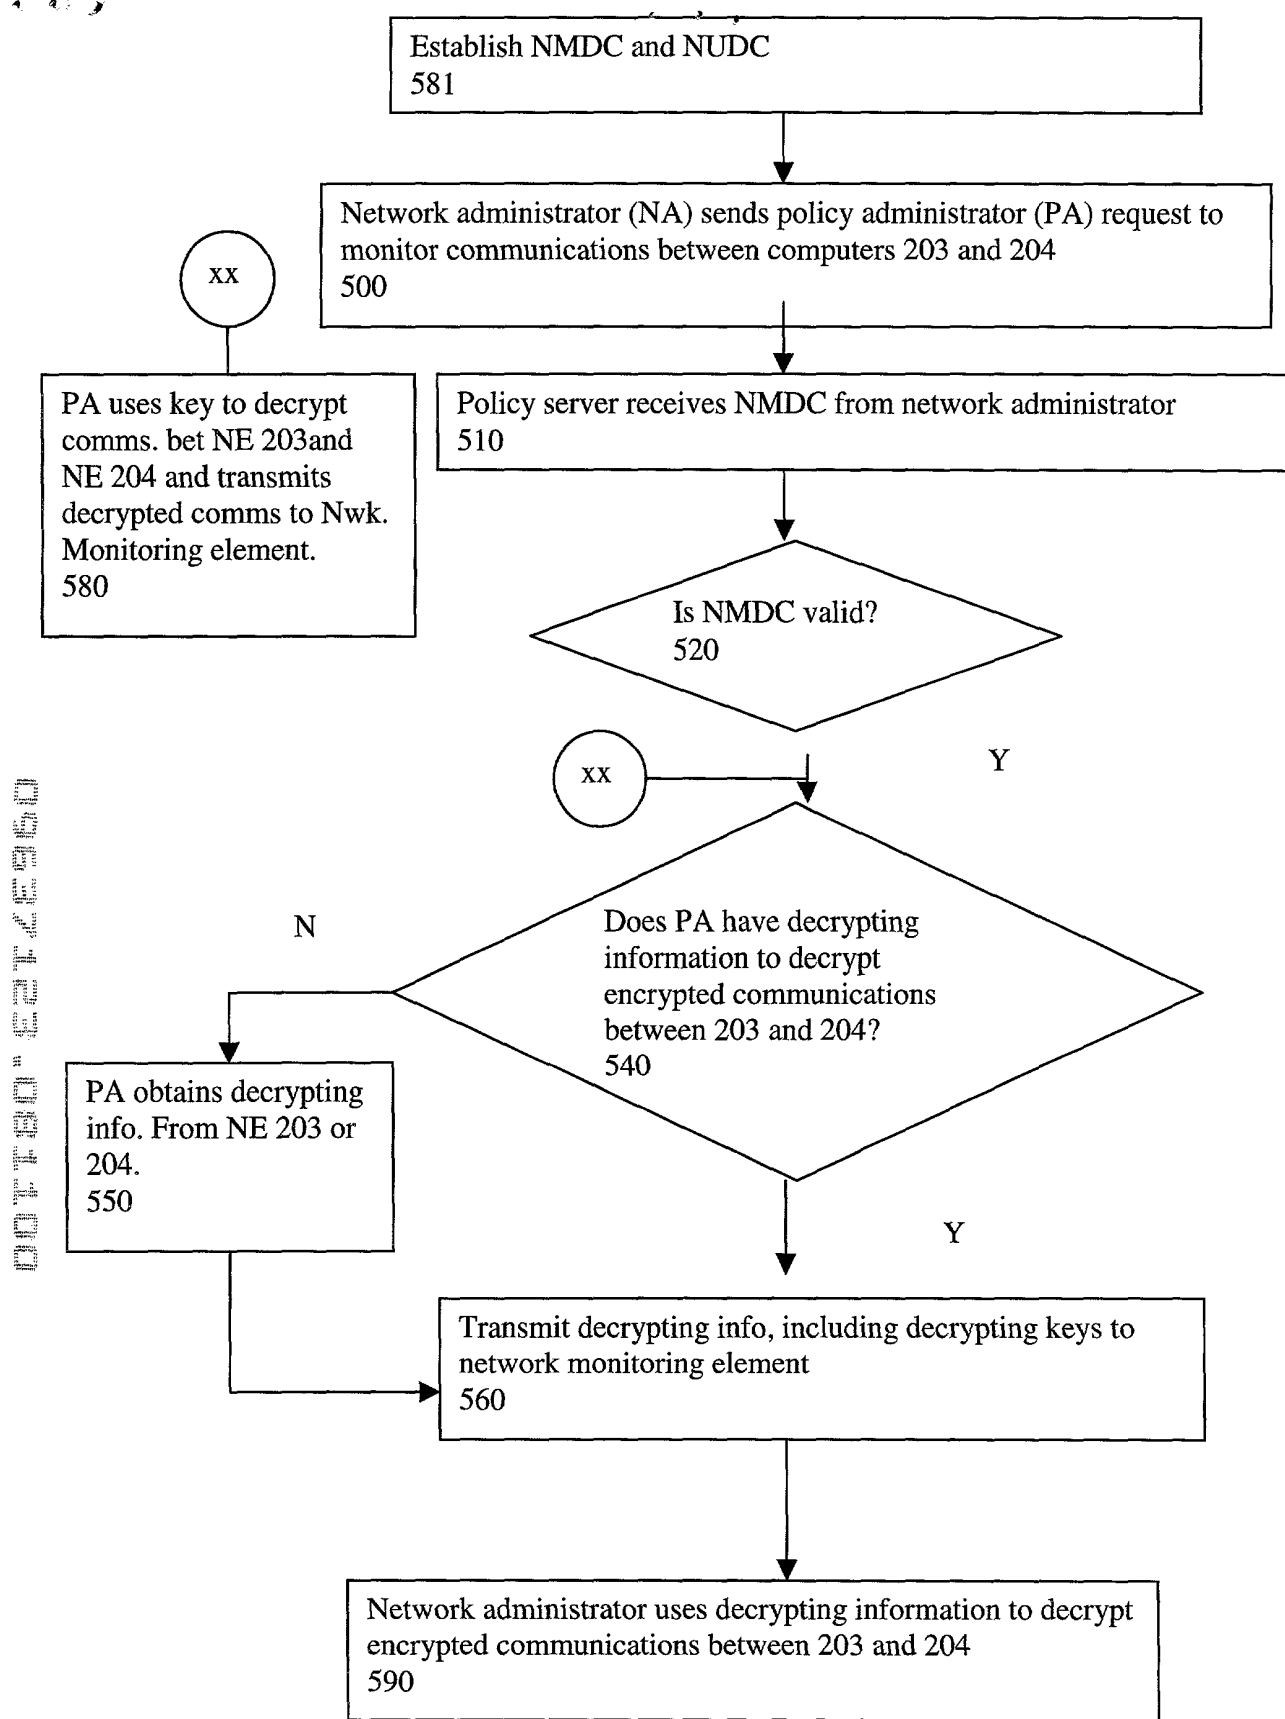 Establish NMDC and NUDC
581
Network administrator (NA) sends policy administrator (PA) request to
monitor communications between computers 203 and 204
500
xx
PA uses key to decrypt
comms. bet NE 203and
NE 204 and transmits
decrypted comms to Nwk.
Monitoring element.
580
Policy server receives NMDC from network administrator
510
Is NMDC valid?
520
Y
xx
N
Does PA have decrypting
information to decrypt
encrypted communications
between 203 and 204?
540
PA obtains decrypting
info. From NE 203 or
204.
550
Y
Transmit decrypting info, including decrypting keys to
network monitoring element
560
Network administrator uses decrypting information to decrypt
encrypted communications between 203 and 204
590